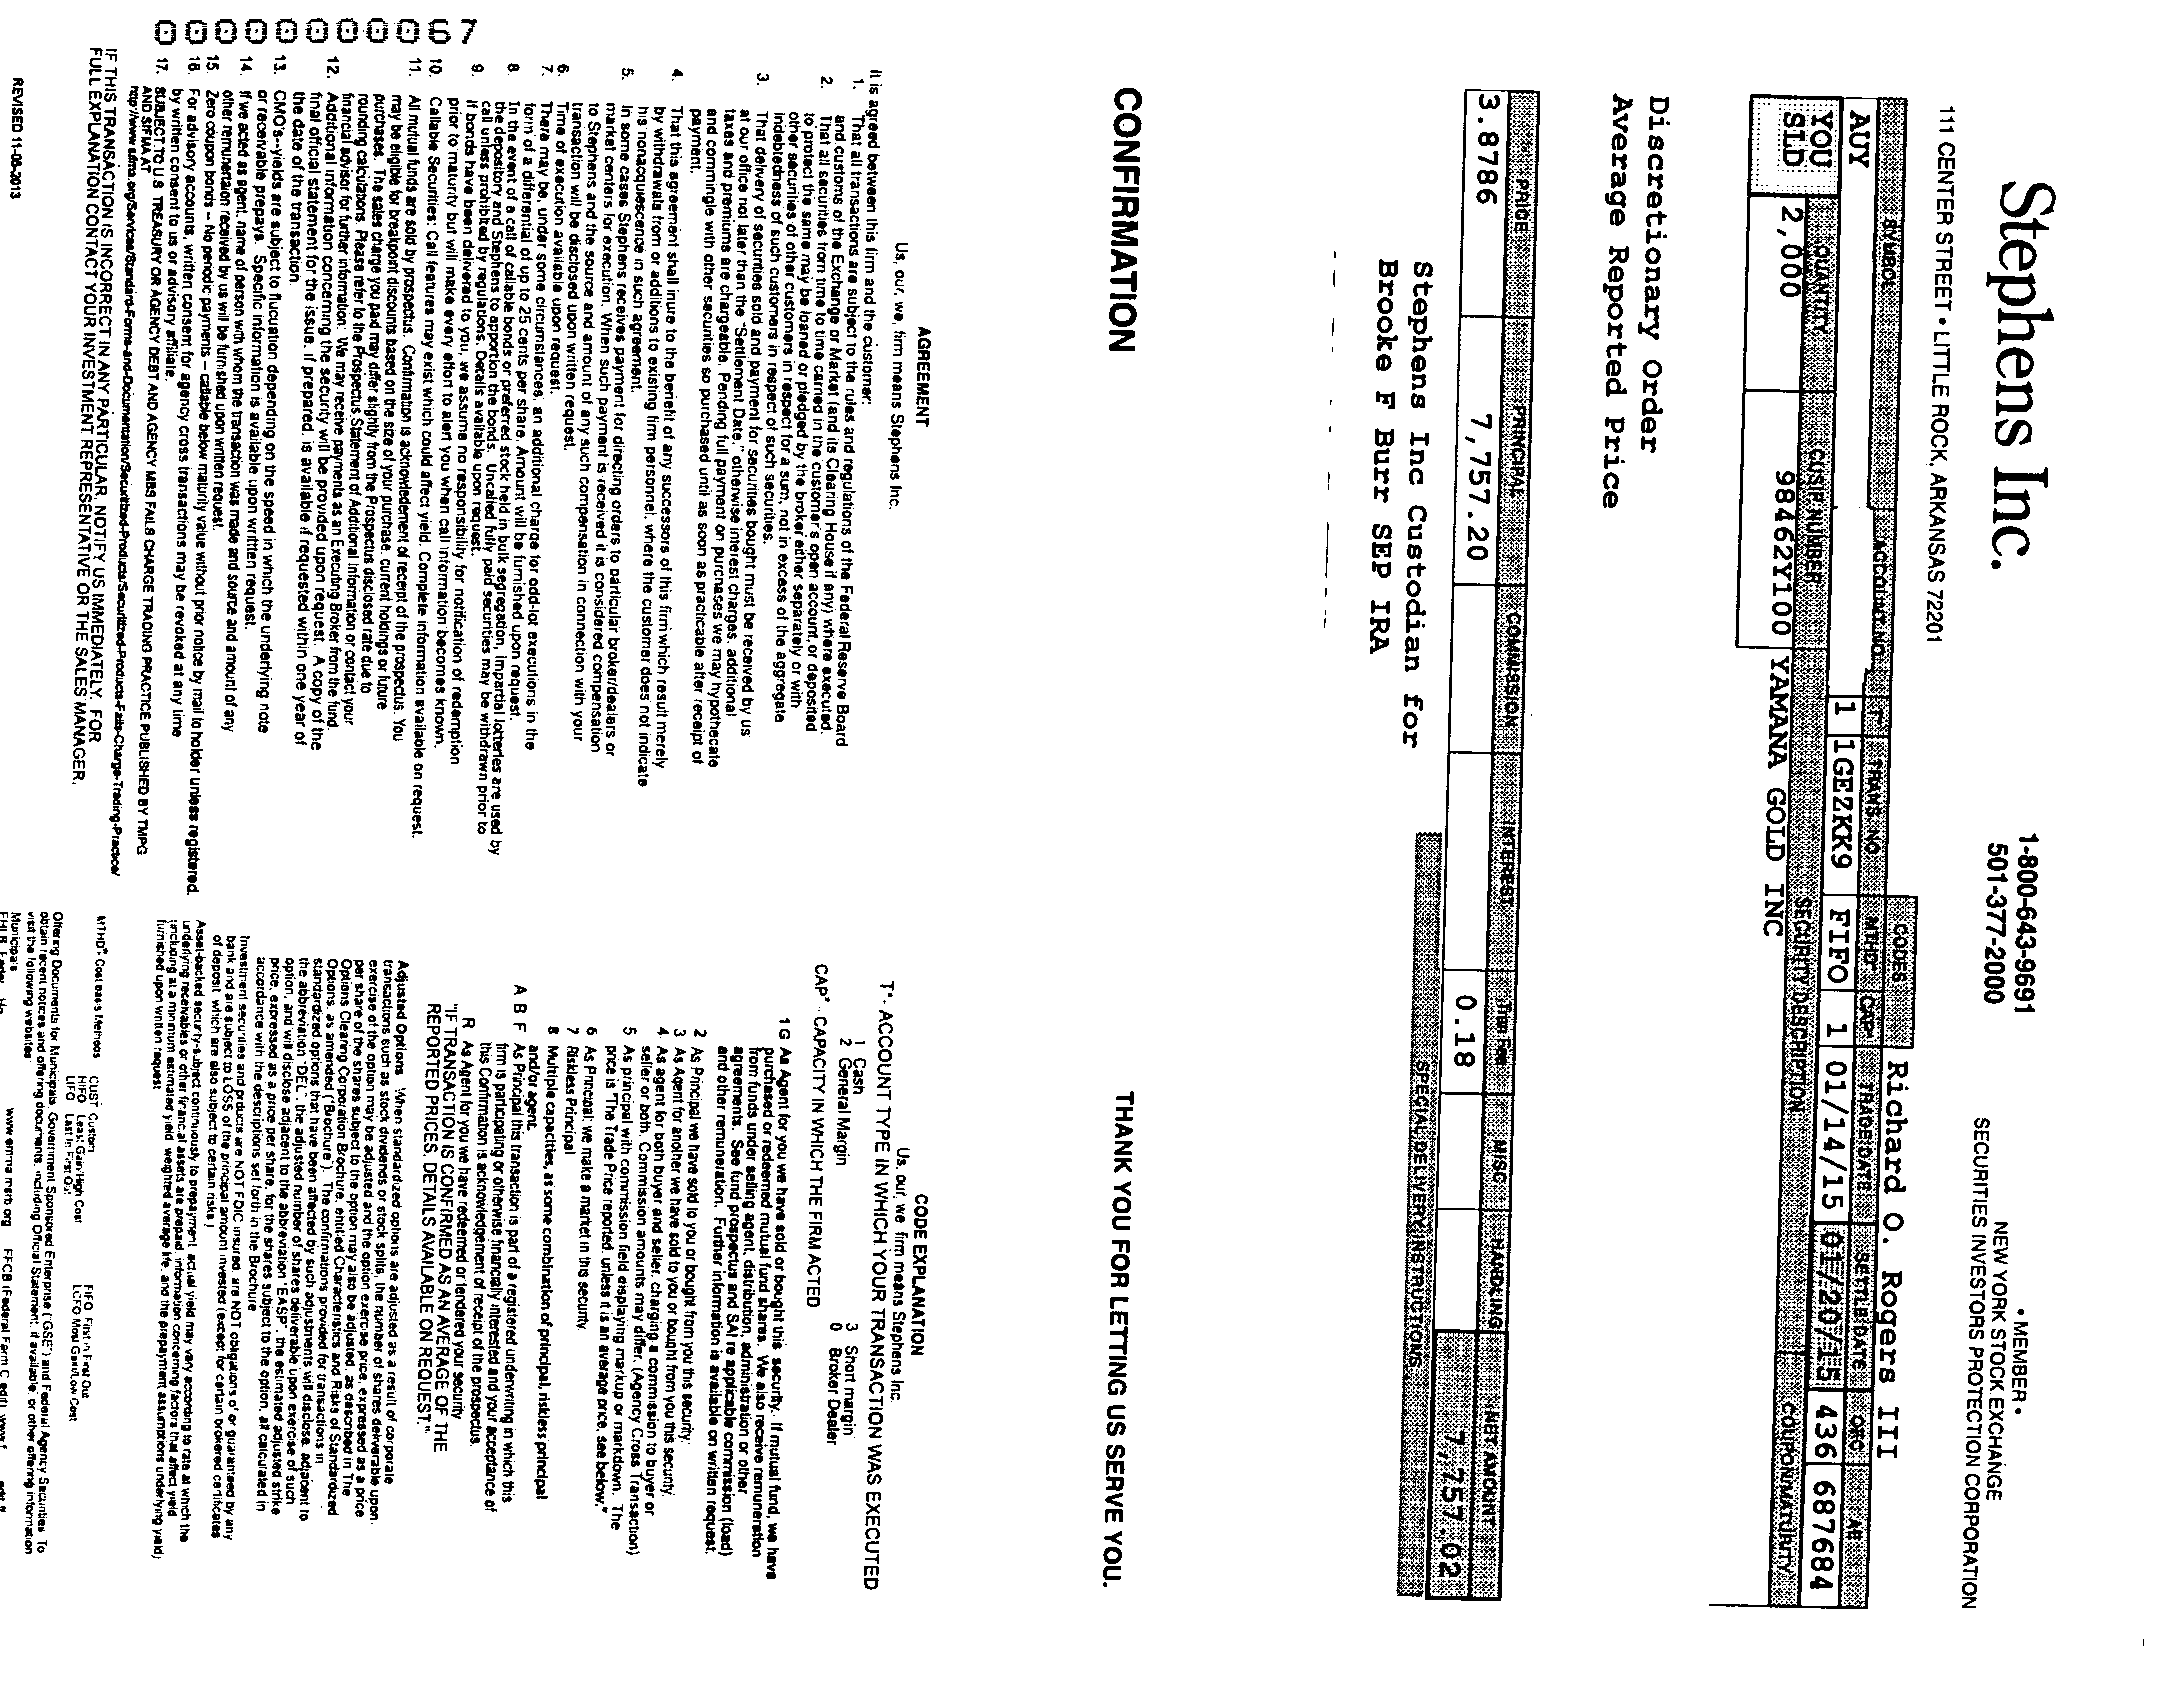 Stephens Inc.
111 CENTER STREET • LITTLE ROCK, ARKANSAS 72201
1-800-643-9691
501-377-2000
• MEMBER •
NEW YORK STOCK EXCHANGE
SECURITIES INVESTORS PROTECTION CORPORATION
CODES
Richard O. Rogers III
SYMBOL ACCOUNT NO. T* TRANS NO. MTHD* CAP* TRADE DATE SETTLE DATE ORG AE
AUY 1 1GEZKK9 FIFO 1 01/14/15 01/20/15 436 687684
QUANTITY CUSIP NUMBER SECURITY DESCRIPTION COUPON/MATURITY
YOU SLD 2,000 98462Y100 YAMANA GOLD INC
Discretionary Order
Average Reported Price
PRICE PRINCIPAL COMMISSION INTEREST Tran Fee MISC HANDLING NET AMOUNT
3.8786 7,757.20 0.18 7,757.02
SPECIAL DELIVERY INSTRUCTIONS
Stephens Inc Custodian for
Brooke F Burr SEP IRA
CONFIRMATION
THANK YOU FOR LETTING US SERVE YOU.
AGREEMENT
Us, our, we, firm means Stephens Inc.
It is agreed between this firm and the customer:
1. That all transactions are subject to the rules and regulations of the Federal Reserve Board
and customs of the Exchange or Market (and its Clearing House if any) where executed.
2. That all securities from time to time carried in the customer's open account, or deposited
to protect the same may be loaned or pledged by the broker either separately or with
other securities of other customers in respect for a sum, not in excess of the aggregate
indebtedness of such customers in respect of such securities.
3. That delivery of securities sold and payment for securities bought must be received by us
at our office not later than the "Settlement Date," otherwise interest charges, additional
taxes and premiums are chargeable. Pending full payment on purchases we may hypothecate
and commingle with other securities so purchased until as soon as practicable after receipt of
payment.
4. That this agreement shall inure to the benefit of any successors of this firm which result merely
by withdrawals from or additions to existing firm personnel, where the customer does not indicate
his nonacquiescence in such agreement.
5. In some cases Stephens receives payment for directing orders to particular broker/dealers or
market centers for execution. When such payment is received it is considered compensation
to Stephens and the source and amount of any such compensation in connection with your
transaction will be disclosed upon written request.
6. Time of execution available upon request.
7. There may be, under some circumstances, an additional charge for odd-lot executions in the
form of a differential of up to 25 cents per share. Amount will be furnished upon request.
8. In the event of a call of callable bonds or preferred stock held in bulk segregation, impartial lotteries are used by
the depository and Stephens to apportion the bonds. Uncalled fully paid securities may be withdrawn prior to
call unless prohibited by regulations. Details available upon request.
9. If bonds have been delivered to you, we assume no responsibility for notification of redemption
prior to maturity but will make every effort to alert you when call information becomes known.
10. Callable Securities: Call features may exist which could affect yield. Complete information available on request.
11. All mutual funds are sold by prospectus. Confirmation is acknowledement of receipt of the prospectus. You
may be eligible for breakpoint discounts based on the size of your purchase, current holdings or future
purchases. The sales charge you paid may differ slightly from the Prospectus disclosed rate due to
rounding calculations. Please refer to the Prospectus, Statement of Additional Information or contact your
financial advisor for further information. We may receive payments as an Executing Broker from the fund.
12. Additional information concerning the security will be provided upon request. A copy of the
final official statement for the issue, if prepared, is available if requested within one year of
the date of the transaction.
13. CMO's--yields are subject to flucuation depending on the speed in which the underlying note
or receivable prepays. Specific information is available upon written request.
14. If we acted as agent, name of person with whom the transaction was made and source and amount of any
other remuneration received by us will be furnished upon written request.
15. Zero coupon bonds -- No periodic payments -- callable below maturity value without prior notice by mail to holder unless registered.
16. For advisory accounts, written consent for agency cross transactions may be revoked at any time
by written consent to us or advisory affiliate.
17. SUBJECT TO U S TREASURY OR AGENCY DEBT AND AGENCY MBS FAILS CHARGE TRADING PRACTICE PUBLISHED BY TMPG
AND SIFMA AT
http://www.sifma.org/Services/Standard-Forms-and-Documentation/Securitized-Products/Securitized-Products-Fails-Charge-Trading-Practice/
IF THIS TRANSACTION IS INCORRECT IN ANY PARTICULAR, NOTIFY US IMMEDIATELY. FOR
FULL EXPLANATION CONTACT YOUR INVESTMENT REPRESENTATIVE OR THE SALES MANAGER.
REVISED 11-05-2013
00000000067
CODE EXPLANATION
Us, our, we firm means Stephens Inc.
T*- ACCOUNT TYPE IN WHICH YOUR TRANSACTION WAS EXECUTED
1 Cash 3 Short margin
2 General Margin 0 Broker Dealer
CAP* - CAPACITY IN WHICH THE FIRM ACTED
1 G As Agent for you we have sold or bought this security. If mutual fund, we have
purchased or redeemed mutual fund shares. We also receive remuneration
from funds under selling agent, distribution, administration or other
agreements. See fund prospectus and SAI re applicable commission (load)
and other remuneration. Further information is available on written request.
2 As Principal we have sold to you or bought from you this security.
3 As Agent for another we have sold to you or bought from you this security.
4. As agent for both buyer and seller, charging a commission to buyer or
seller or both. Commission amounts may differ. (Agency Cross Transaction)
5 As principal with commission field displaying markup or markdown. The
price is "The Trade Price reported, unless it is an average price, see below."
6 As Principal: we make a market in this security.
7 Riskless Principal
8 Multiple capacities, as some combination of principal, riskless principal
and/or agent.
A B F As Principal this transaction is part of a registered underwriting in which this
firm is participating or otherwise financially interested and your acceptance of
this Confirmation is acknowledgement of receipt of the prospectus.
R As Agent for you we have redeemed or tendered your security
"IF TRANSACTION IS CONFIRMED AS AN AVERAGE OF THE
REPORTED PRICES. DETAILS AVAILABLE ON REQUEST."
Adjusted Options When standardized options are adjusted as a result of corporate
transactions such as stock dividends or stock splits, the number of shares deliverable upon
exercise of the option may be adjusted and the option exercise price, expressed as a price
per share of the shares subject to the option may also be adjusted, as described in The
Options Clearing Corporation Brochure, entitled Characteristics and Risks of Standardized
Options, as amended ("Brochure"). The confirmations provided for transactions in
standardized options that have been affected by such adjustments will disclose, adjacent to
the abbreviation "DEL", the adjusted number of shares deliverable upon exercise of such
option, and will disclose adjacent to the abbreviation "EASP", the estimated adjusted strike
price, expressed as a price per share, for the shares subject to the option, all calculated in
accordance with the descriptions set forth in the Brochure
Investment securities and products are NOT FDIC insured, are NOT obligations of or guaranteed by any
bank and are subject to LOSS of the principal amount invested (except for certain brokered certificates
of deposit which are also subject to certain risks.)
Asset-backed security-subject continuously to prepayment, actual yield may vary according to rate at which the
underlying receivables or other financial assets are prepaid, information concerning factors that affect yield
(including at a minimum estimated yield weighted average life, and the prepayment assumptions underlying yield)
furnished upon written request
MTHD* Cost basis Methods CUST Custom FIFO First in First Out
HIFO Least Gain/High Cost LCFO Most Gain/Low Cost
LIFO Last In First Out
Offering Documents for Municipals, Government Sponsored Enterprise ("GSE") and Federal Agency Securities To
obtain recent notices and offering documents, including Official Statement, if available, or other offering information
visit the following websites
Municipals www emma msrb org